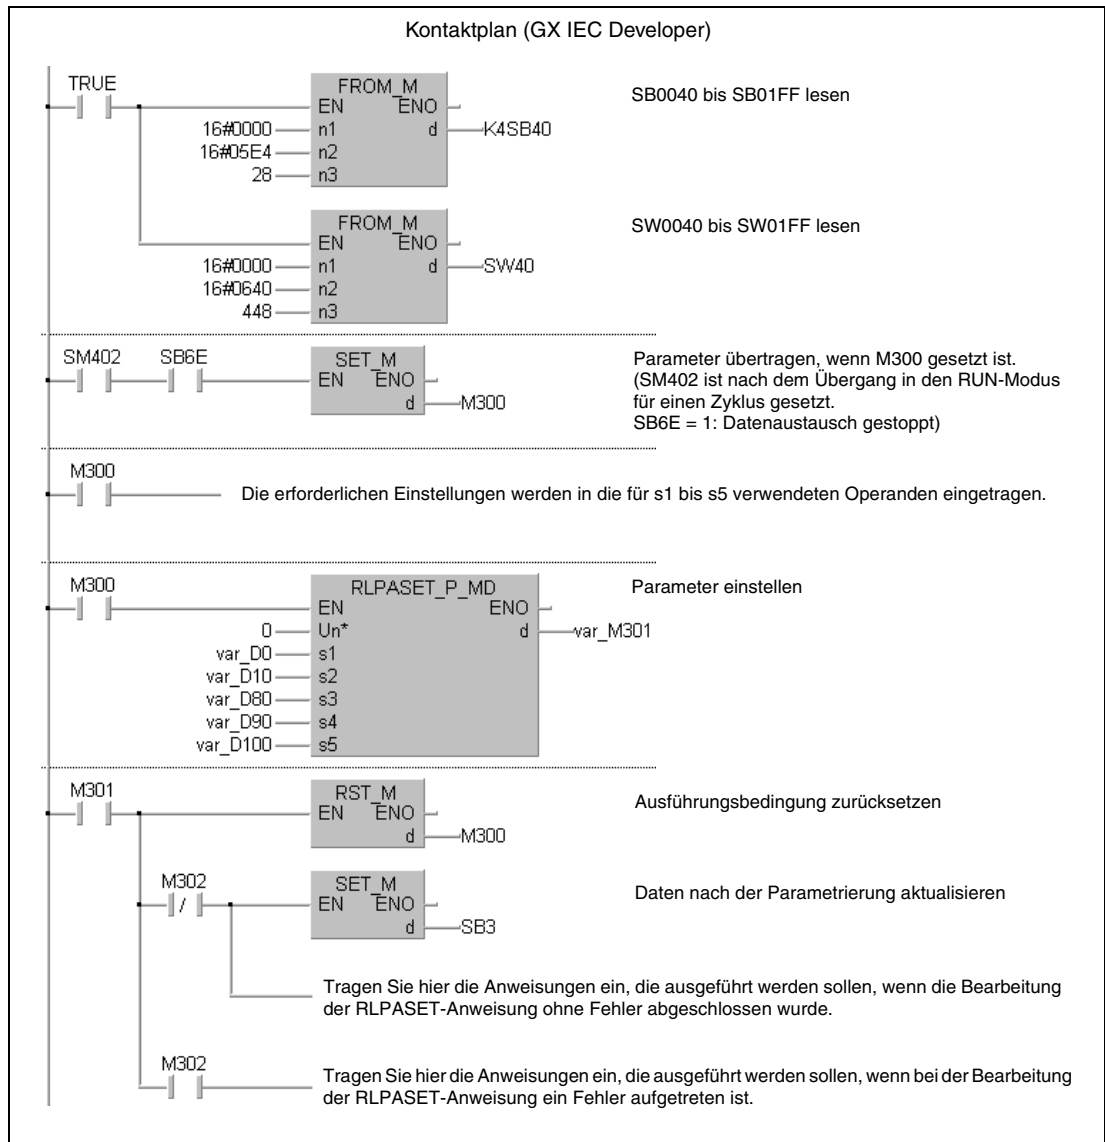 Kontaktplan (GX IEC Developer)
TRUE
FROM_M
EN ENO
16#0000 n1 d K4SB40
16#05E4 n2
28 n3
SB0040 bis SB01FF lesen
FROM_M
EN ENO
16#0000 n1 d SW40
16#0640 n2
448 n3
SW0040 bis SW01FF lesen
SM402 SB6E
SET_M
EN ENO
d M300
Parameter übertragen, wenn M300 gesetzt ist.
(SM402 ist nach dem Übergang in den RUN-Modus
für einen Zyklus gesetzt.
SB6E = 1: Datenaustausch gestoppt)
M300
Die erforderlichen Einstellungen werden in die für s1 bis s5 verwendeten Operanden eingetragen.
M300
RLPASET_P_MD
EN ENO
0 Un* d var_M301
var_D0 s1
var_D10 s2
var_D80 s3
var_D90 s4
var_D100 s5
Parameter einstellen
M301
RST_M
EN ENO
d M300
Ausführungsbedingung zurücksetzen
M302
/
SET_M
EN ENO
d SB3
Daten nach der Parametrierung aktualisieren
Tragen Sie hier die Anweisungen ein, die ausgeführt werden sollen, wenn die Bearbeitung
der RLPASET-Anweisung ohne Fehler abgeschlossen wurde.
M302
Tragen Sie hier die Anweisungen ein, die ausgeführt werden sollen, wenn bei der Bearbeitung
der RLPASET-Anweisung ein Fehler aufgetreten ist.